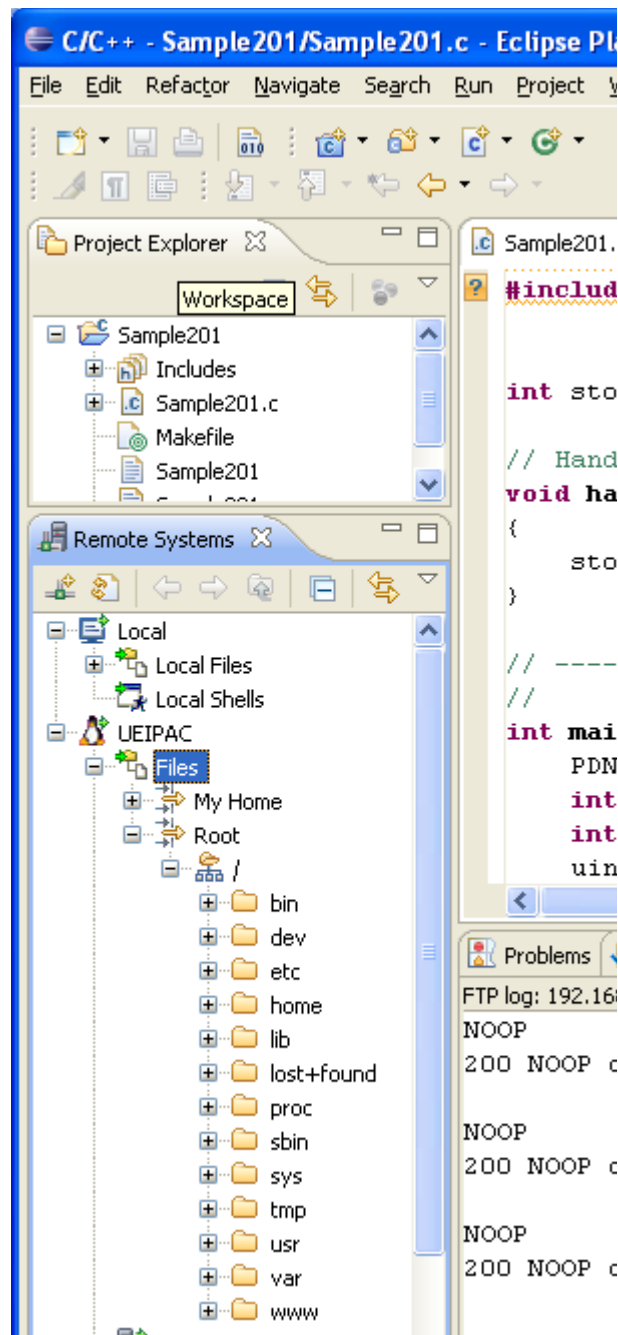 C/C++ - Sample201/Sample201.c - Eclipse Pl
File Edit Refactor Navigate Search Run Project
Project Explorer
Workspace
Sample201
Includes
Sample201.c
Makefile
Sample201
Remote Systems
Local
Local Files
Local Shells
UEIPAC
Files
My Home
Root
/
bin
dev
etc
home
lib
lost+found
proc
sbin
sys
tmp
usr
var
www
Sample201.
#includ
int sto
// Hand
void ha
{
sto
}
// ----
//
int mai
PDN
int
int
uin
Problems
FTP log: 192.168
NOOP
200 NOOP c
NOOP
200 NOOP c
NOOP
200 NOOP c